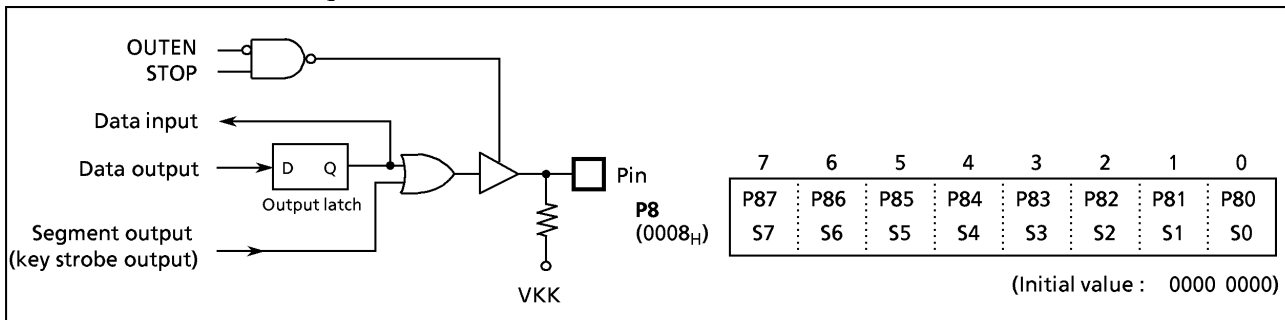 OUTEN
STOP
Data input
Data output
D Q
Output latch
Segment output
(key strobe output)
Pin
VKK
P8
(0008H)
7 6 5 4 3 2 1 0
P87 P86 P85 P84 P83 P82 P81 P80
S7 S6 S5 S4 S3 S2 S1 S0
(Initial value : 0000 0000)